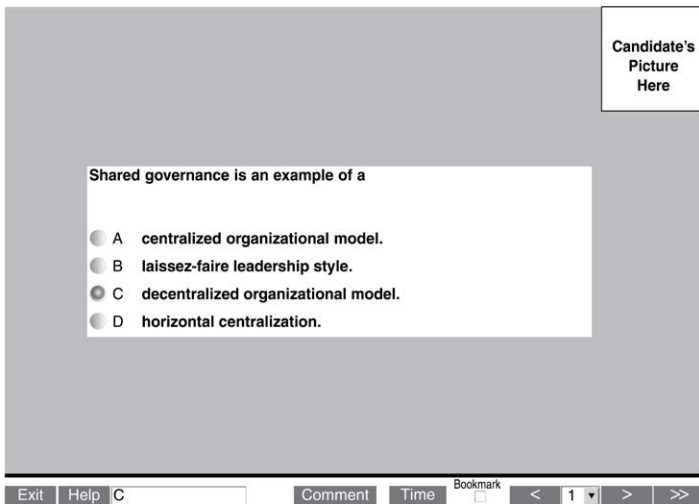 Candidate's
Picture
Here
Shared governance is an example of a
A centralized organizational model.
B laissez-faire leadership style.
C decentralized organizational model.
D horizontal centralization.
Exit Help C Comment Time Bookmark < 1 > >>